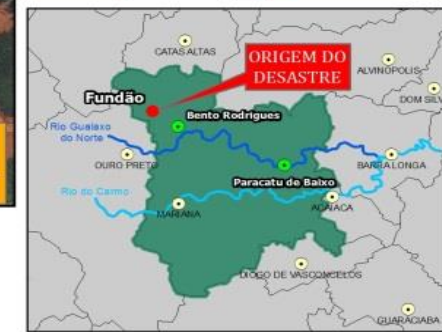 CATAS ALTAS
ORIGEM DO
DESASTRE
ALVINOPOLIS
Fundão
DOM SIL
Bento Rodrigues
Rio Gualaxo
do Norte
OURO PRETO
BARRA LONGA
Paracatu de Baixo
Rio do Carmo
MARIANA
ACAIACA
DIOGO DE VASCONCELOS
GUARACIABA